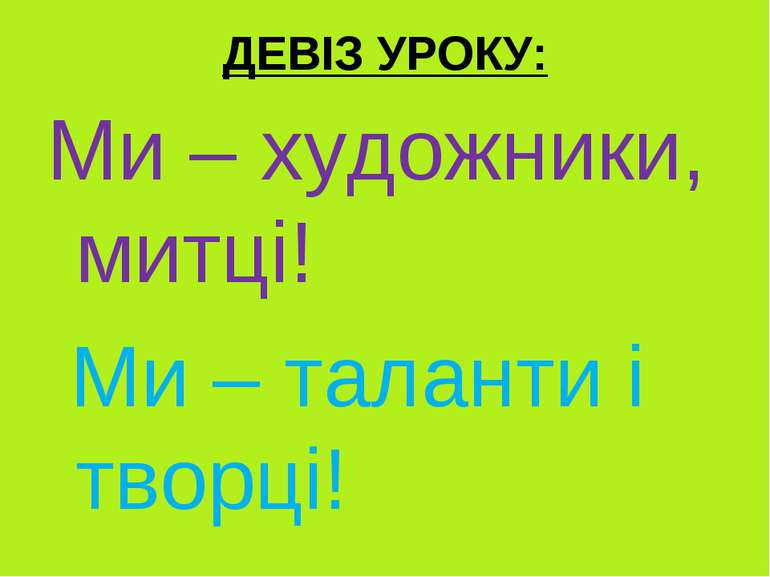 ДЕВІЗ УРОКУ:
Ми – художники,
митці!
Ми – таланти і
творці!